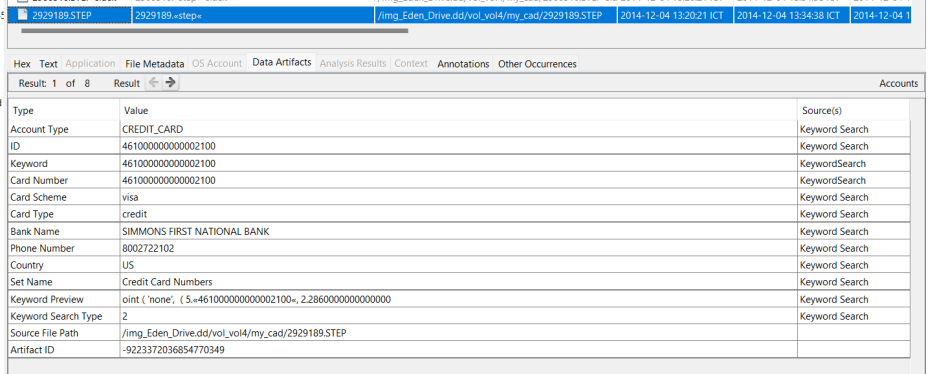 2929189.STEP 2929189.«step« /img_Eden_Drive.dd/vol_vol4/my_cad/2929189.STEP 2014-12-04 13:20:21 ICT 2014-12-04 13:34:38 ICT 2014-12-04 1
Hex Text Application File Metadata OS Account Data Artifacts Analysis Results Context Annotations Other Occurrences
Result: 1 of 8 Result Accounts
Type Value Source(s)
Account Type CREDIT_CARD Keyword Search
ID 461000000000002100 Keyword Search
Keyword 461000000000002100 KeywordSearch
Card Number 461000000000002100 KeywordSearch
Card Scheme visa Keyword Search
Card Type credit Keyword Search
Bank Name SIMMONS FIRST NATIONAL BANK Keyword Search
Phone Number 8002722102 Keyword Search
Country US Keyword Search
Set Name Credit Card Numbers Keyword Search
Keyword Preview oint ( 'none', ( 5.«461000000000002100«, 2.2860000000000000 Keyword Search
Keyword Search Type 2 Keyword Search
Source File Path /img_Eden_Drive.dd/vol_vol4/my_cad/2929189.STEP
Artifact ID -9223372036854770349